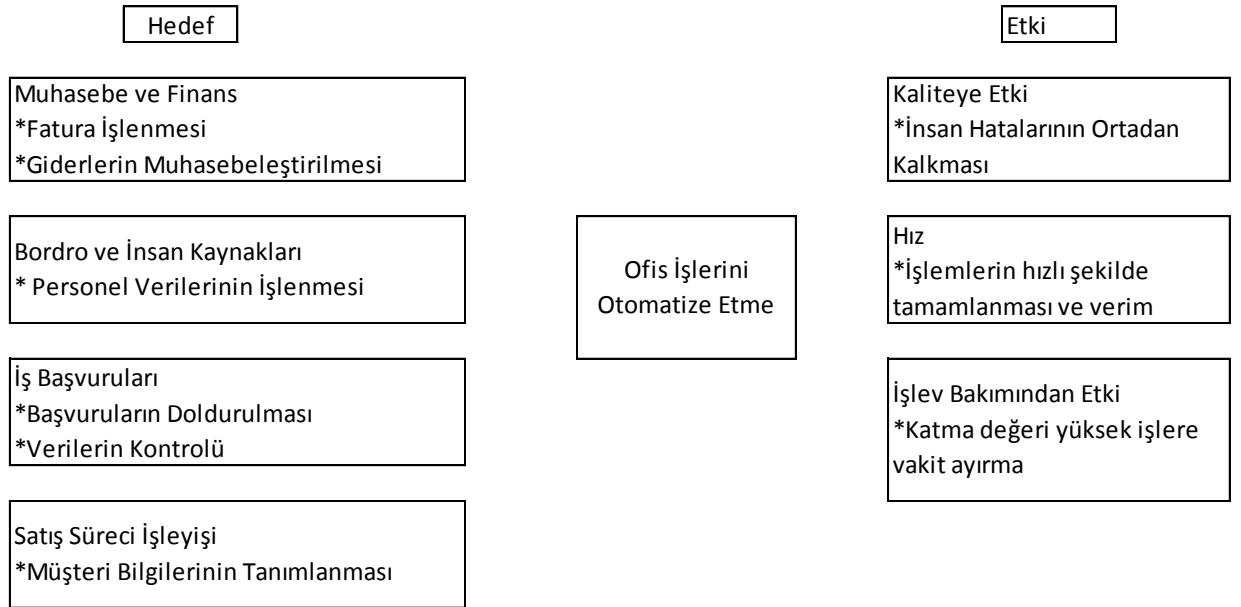 Hedef
Muhasebe ve Finans
*Fatura İşlenmesi
*Giderlerin Muhasebeleştirilmesi
Bordro ve İnsan Kaynakları
* Personel Verilerinin İşlenmesi
İş Başvuruları
*Başvuruların Doldurulması
*Verilerin Kontrolü
Satış Süreci İşleyişi
*Müşteri Bilgilerinin Tanımlanması
Ofis İşlerini
Otomatize Etme
Etki
Kaliteye Etki
*İnsan Hatalarının Ortadan
Kalkması
Hız
*İşlemlerin hızlı şekilde
tamamlanması ve verim
İşlev Bakımından Etki
*Katma değeri yüksek işlere
vakit ayırma